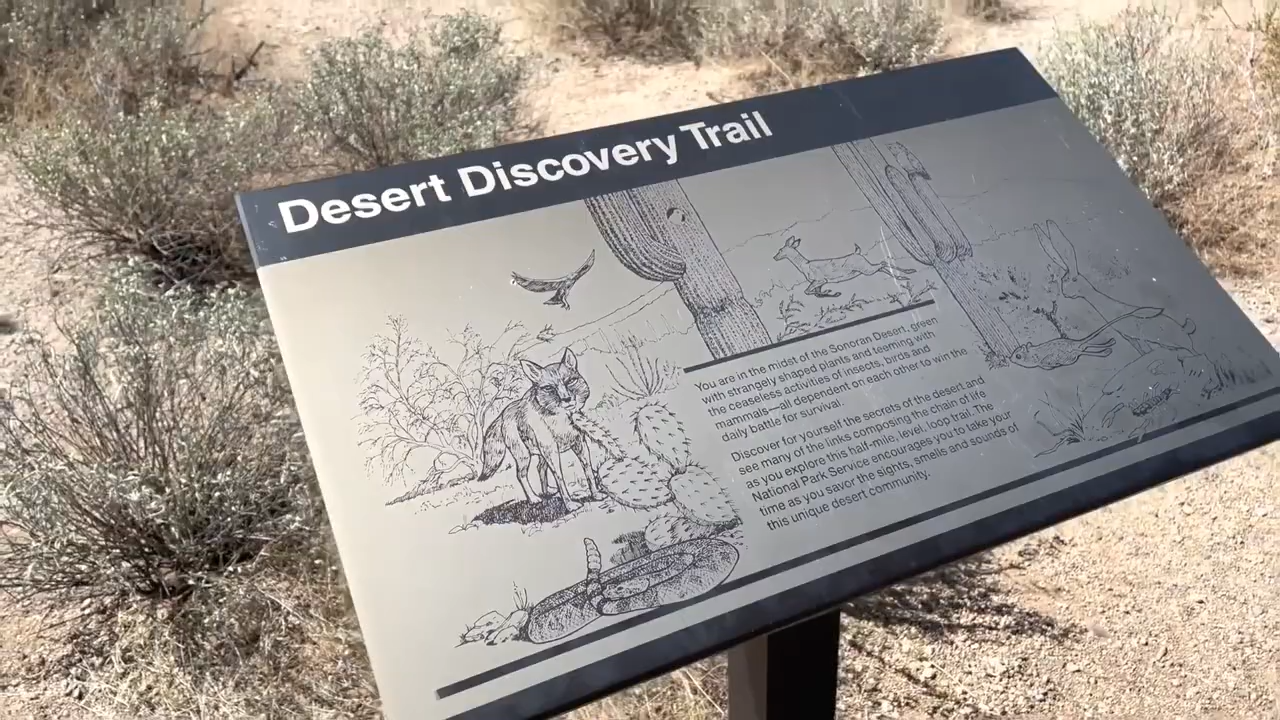 Desert Discovery Trail
You are in the midst of the Sonoran Desert, green
with strangely shaped plants and teeming with
the ceaseless activities of insects, birds and
mammals—all dependent on each other to win the
daily battle for survival.
Discover for yourself the secrets of the desert and
see many of the links composing the chain of life
as you explore this half-mile, level, loop trail. The
National Park Service encourages you to take your
time as you savor the sights, smells and sounds of
this unique desert community.